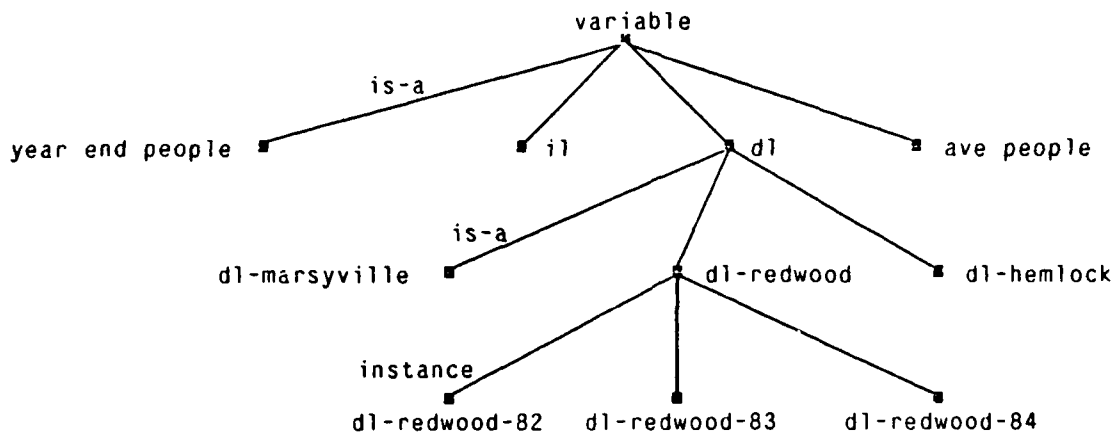 variable
is-a
year end people
il
dl
ave people
is-a
dl-marsyville
dl-redwood
dl-hemlock
instance
dl-redwood-82
dl-redwood-83
dl-redwood-84